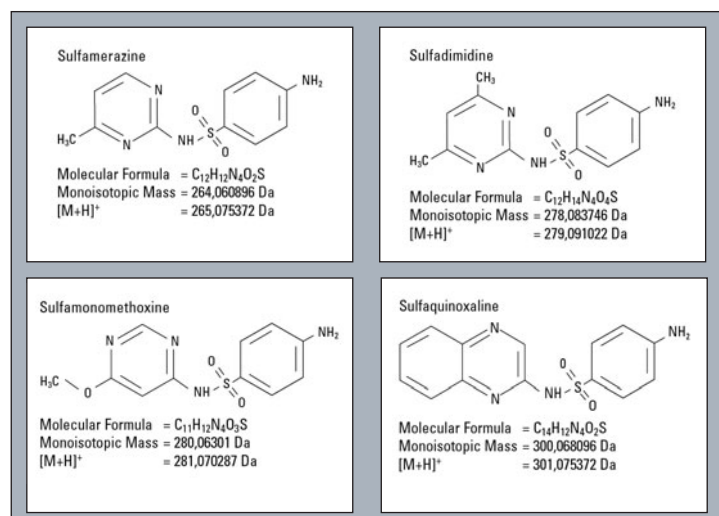 Sulfamerazine
N
N
H₃C
NH
O
S
O
NH₂
Molecular Formula = C₁₂H₁₂N₄O₂S
Monoisotopic Mass = 264,060896 Da
[M+H]⁺ = 265,075372 Da
Sulfadimidine
CH₃
N
N
H₃C
NH
O
S
O
NH₂
Molecular Formula = C₁₂H₁₄N₄O₄S
Monoisotopic Mass = 278,083746 Da
[M+H]⁺ = 279,091022 Da
Sulfamonomethoxine
N
N
H₃C
O
NH
O
S
O
NH₂
Molecular Formula = C₁₁H₁₂N₄O₃S
Monoisotopic Mass = 280,06301 Da
[M+H]⁺ = 281,070287 Da
Sulfaquinoxaline
N
N
NH
O
S
O
NH₂
Molecular Formula = C₁₄H₁₂N₄O₂S
Monoisotopic Mass = 300,068096 Da
[M+H]⁺ = 301,075372 Da